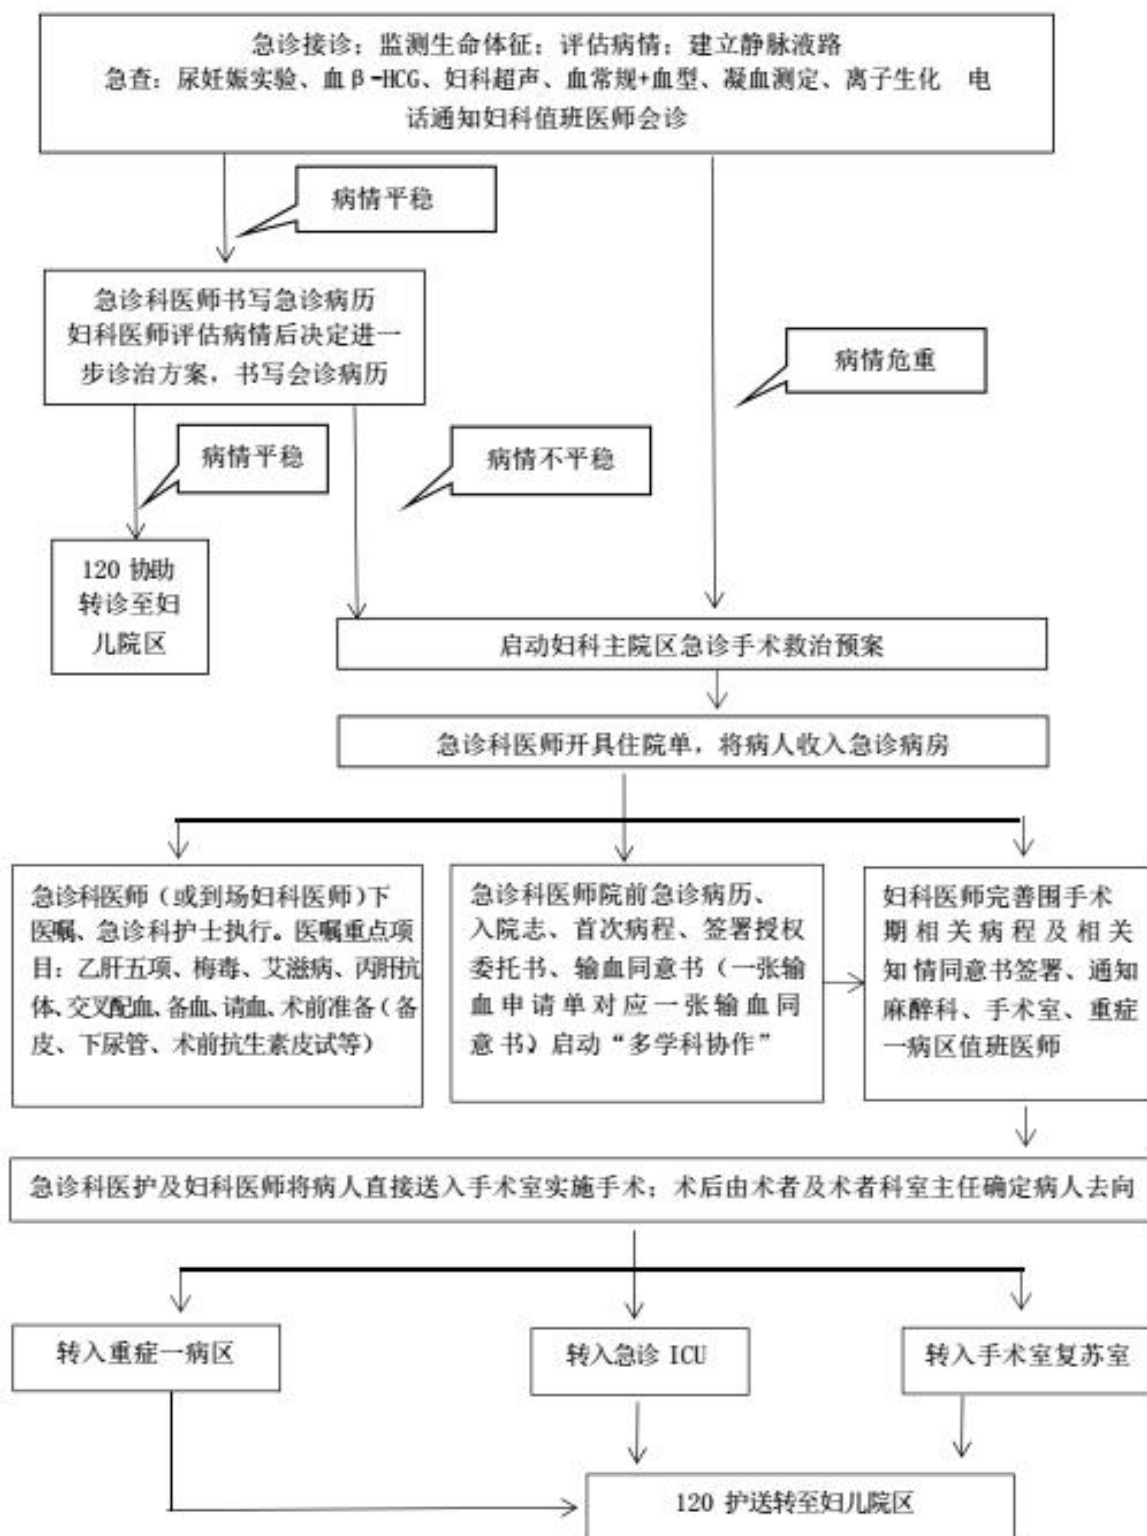 急诊接诊；监测生命体征；评估病情；建立静脉液路
急查：尿妊娠实验、血β-HCG、妇科超声、血常规+血型、凝血测定、离子生化 电
话通知妇科值班医师会诊
病情平稳
急诊科医师书写急诊病历
妇科医师评估病情后决定进一
步诊治方案，书写会诊病历
病情危重
病情平稳
病情不平稳
120 协助
转诊至妇
儿院区
启动妇科主院区急诊手术救治预案
急诊科医师开具住院单，将病人收入急诊病房
急诊科医师（或到场妇科医师）下
医嘱、急诊科护士执行。医嘱重点项
目：乙肝五项、梅毒、艾滋病、丙肝抗
体、交叉配血、备血、请血、术前准备（备
皮、下尿管、术前抗生素皮试等）
急诊科医师院前急诊病历、
入院志、首次病程、签署授权
委托书、输血同意书（一张输
血申请单对应一张输血同
意书）启动“多学科协作”
妇科医师完善围手术
期相关病程及相关
知情同意书签署、通知
麻醉科、手术室、重症
一病区值班医师
急诊科医护及妇科医师将病人直接送入手术室实施手术；术后由术者及术者科室主任确定病人去向
转入重症一病区
转入急诊 ICU
转入手术室复苏室
120 护送转至妇儿院区